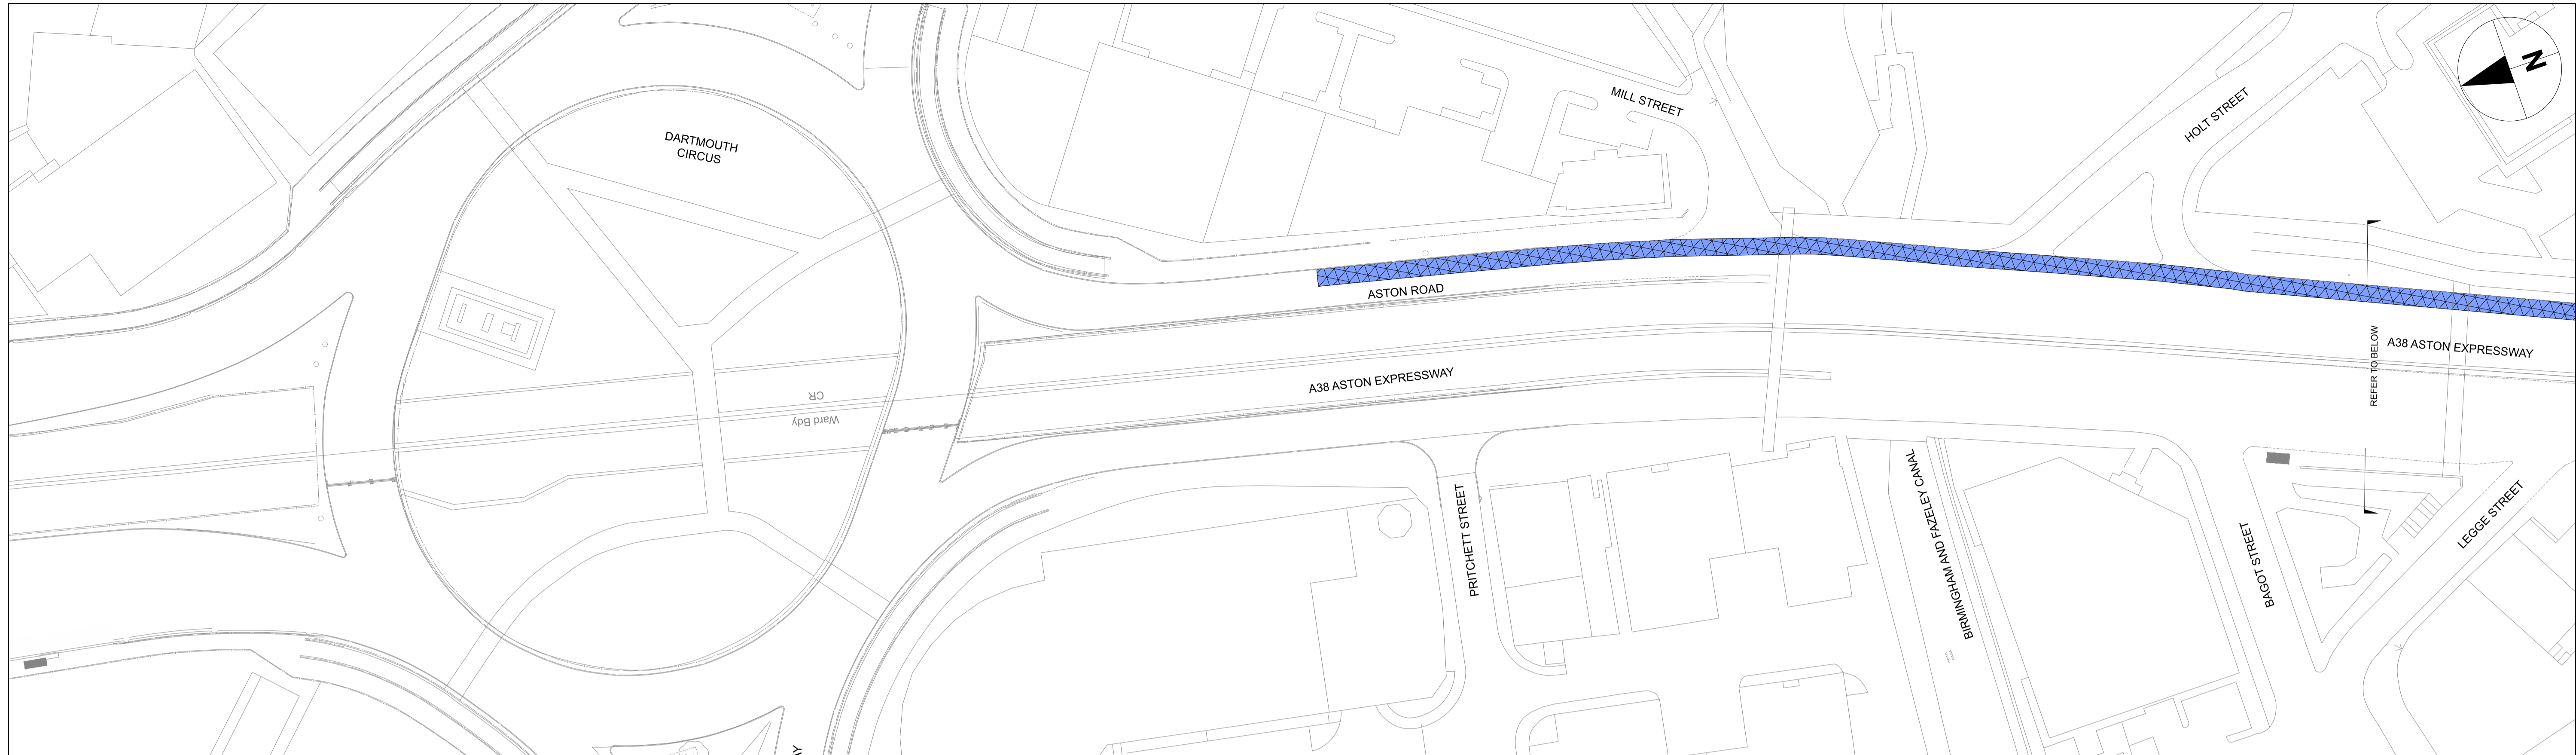 DARTMOUTH
CIRCUS
MILL STREET
HOLT STREET
N
ASTON ROAD
A38 ASTON EXPRESSWAY
A38 ASTON EXPRESSWAY
REFER TO BELOW
CR
Ward Bdy
PRITCHETT STREET
BIRMINGHAM AND FAZELEY CANAL
BAGOT STREET
LEGGE STREET